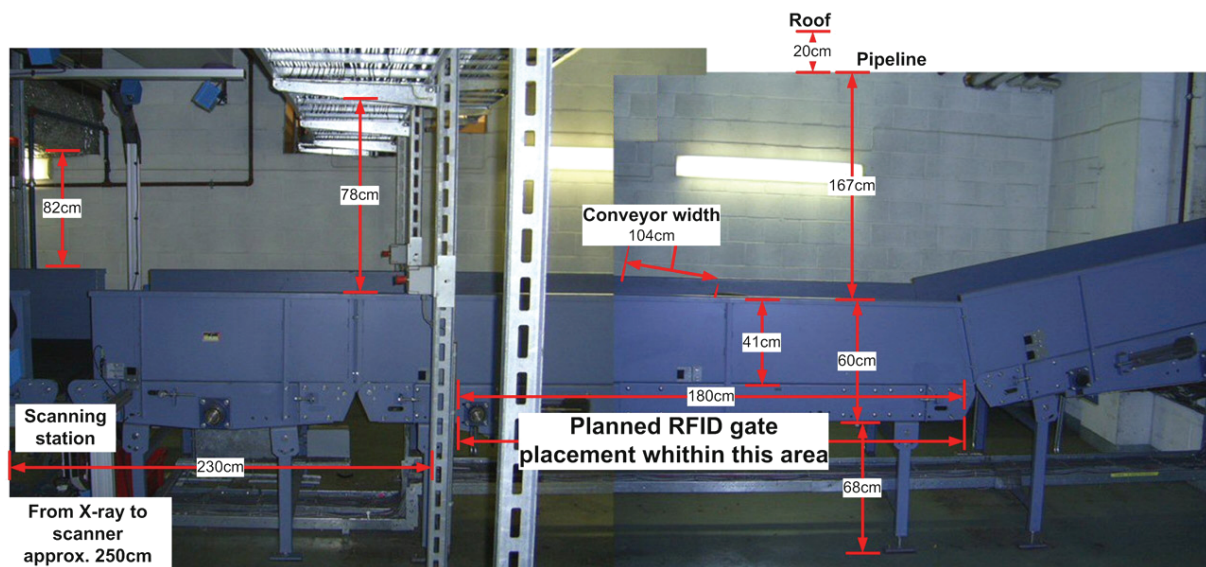 Roof
20cm
Pipeline
167cm
78cm
82cm
Conveyor width
104cm
41cm
60cm
180cm
Scanning
station
Planned RFID gate
placement whithin this area
230cm
68cm
From X-ray to
scanner
approx. 250cm